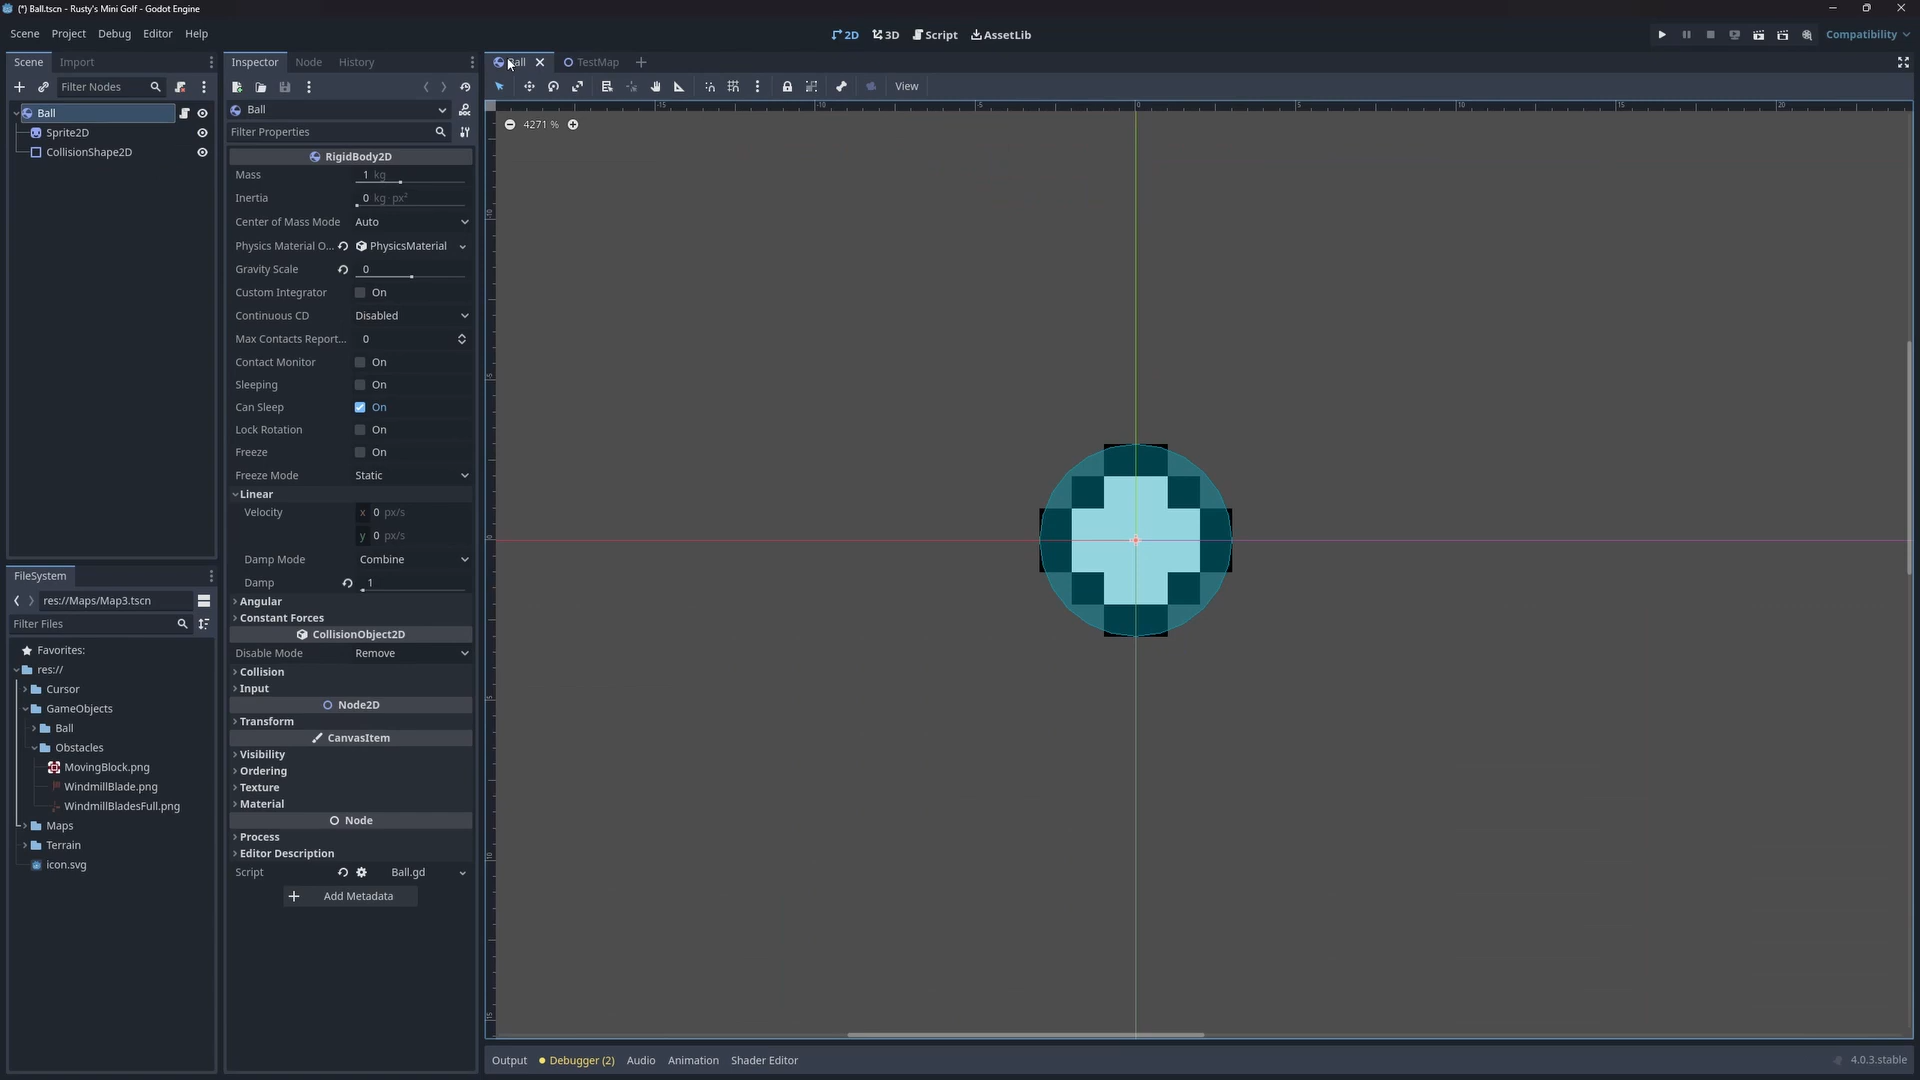 (*) Ball.tscn - Rusty's Mini Golf - Godot Engine
Scene Project Debug Editor Help
2D 3D Script AssetLib
Compatibility
Scene Import
Filter Nodes
Ball
Sprite2D
CollisionShape2D
Inspector Node History
Ball
Filter Properties
RigidBody2D
Mass 1 kg
Inertia 0 kg·px²
Center of Mass Mode Auto
Physics Material O... PhysicsMaterial
Gravity Scale 0
Custom Integrator On
Continuous CD Disabled
Max Contacts Report... 0
Contact Monitor On
Sleeping On
Can Sleep On
Lock Rotation On
Freeze On
Freeze Mode Static
Linear
Velocity x 0 px/s
y 0 px/s
Damp Mode Combine
Damp 1
Angular
Constant Forces
CollisionObject2D
Disable Mode Remove
Collision
Input
Node2D
Transform
CanvasItem
Visibility
Ordering
Texture
Material
Node
Process
Editor Description
Script Ball.gd
Add Metadata
FileSystem
res://Maps/Map3.tscn
Filter Files
Favorites:
res://
Cursor
GameObjects
Ball
Obstacles
MovingBlock.png
WindmillBlade.png
WindmillBladesFull.png
Maps
Terrain
icon.svg
TestMap
View
-15 -10 -5 0 5 10 20
4271 %
Output Debugger (2) Audio Animation Shader Editor
4.0.3.stable